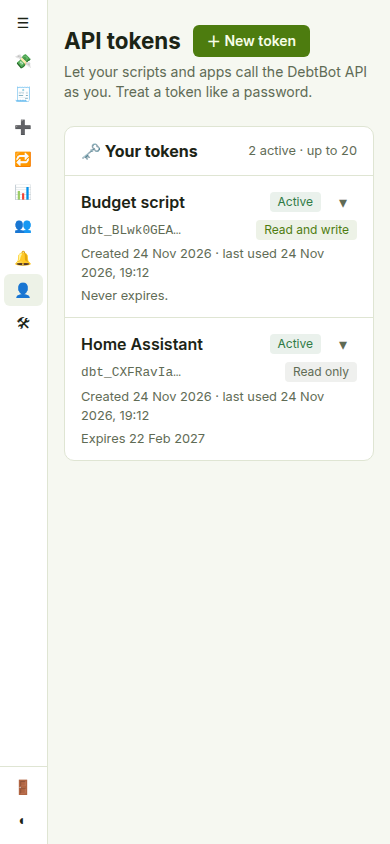 API tokens
+ New token
Let your scripts and apps call the DebtBot API
as you. Treat a token like a password.
Your tokens
2 active · up to 20
Budget script
Active
dbt_BLwk0GEA…
Read and write
Created 24 Nov 2026 · last used 24 Nov
2026, 19:12
Never expires.
Home Assistant
Active
dbt_CXFRavIa…
Read only
Created 24 Nov 2026 · last used 24 Nov
2026, 19:12
Expires 22 Feb 2027